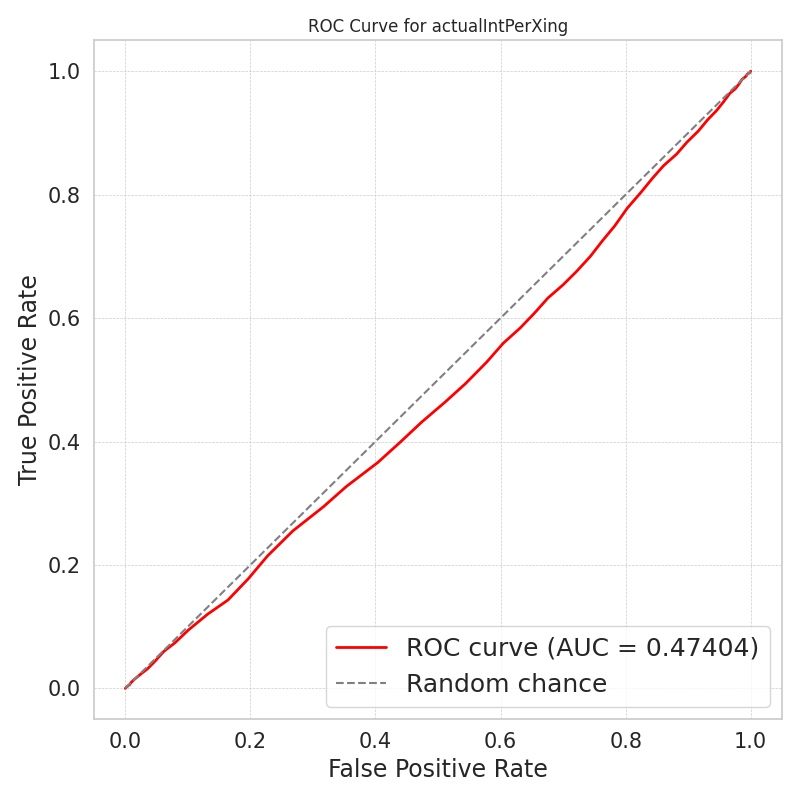 ROC Curve for actualIntPerXing
True Positive Rate
1.0
0.8
0.6
0.4
0.2
0.0
ROC curve (AUC = 0.47404)
Random chance
0.0 0.2 0.4 0.6 0.8 1.0
False Positive Rate